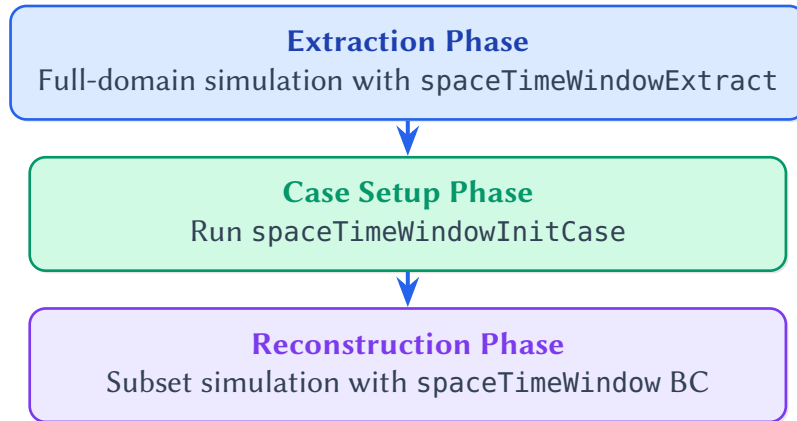 Extraction Phase
Full-domain simulation with spaceTimeWindowExtract
Case Setup Phase
Run spaceTimeWindowInitCase
Reconstruction Phase
Subset simulation with spaceTimeWindow BC